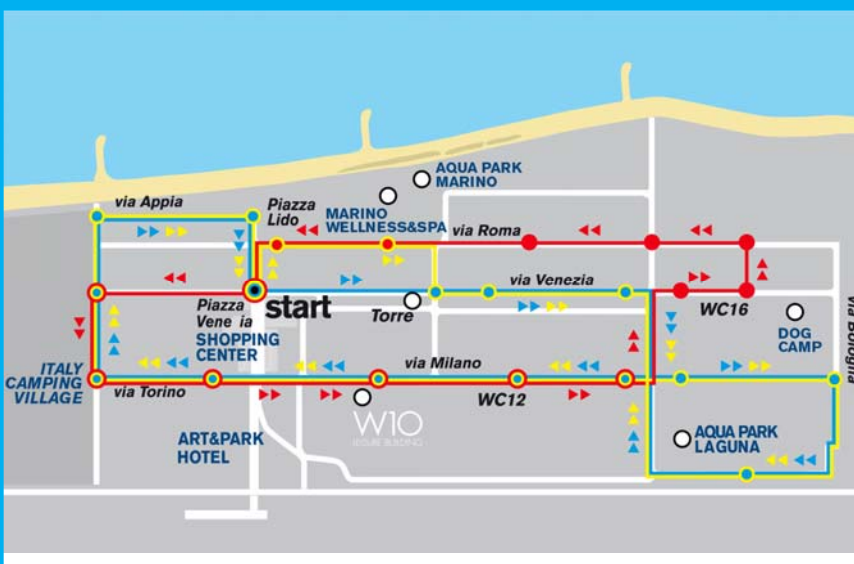 via Appia
Piazza
Lido
AQUA PARK
MARINO
MARINO
WELLNESS&SPA
via Roma
via Venezia
Piazza
Vene ia
start
SHOPPING
CENTER
Torre
WC16
DOG
CAMP
via Bologna
ITALY
CAMPING
VILLAGE
via Torino
via Milano
WC12
W10
LEISURE BUILDING
ART&PARK
HOTEL
AQUA PARK
LAGUNA